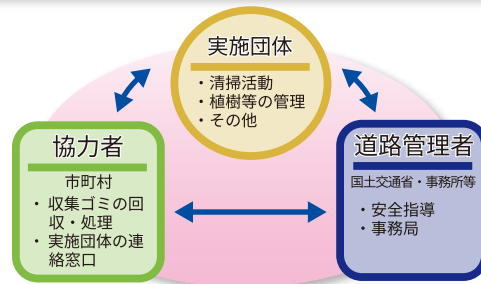 実施団体
・清掃活動
・植樹等の管理
・その他
協力者
市町村
・収集ゴミの回
収・処理
・実施団体の連
絡窓口
道路管理者
国土交通省・事務所等
・安全指導
・事務局